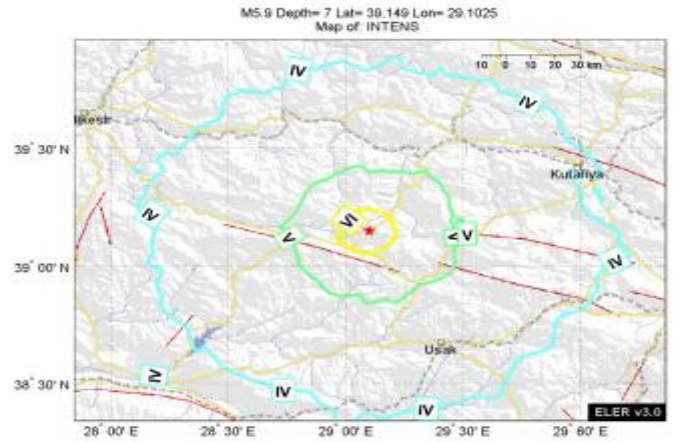 M5.9 Depth= 7 Lat= 39.149 Lon= 29.1025
Map of: INTENS
10 0 10 20 30 km
IV
IV
39° 30' N
Kutahya
VI
IV
V
V V
39° 00' N
IV
Usak
38° 30' N
IV
IV
IV
ELER v3.0
28° 00' E 28° 30' E 29° 00' E 29° 30' E 28° 60' E